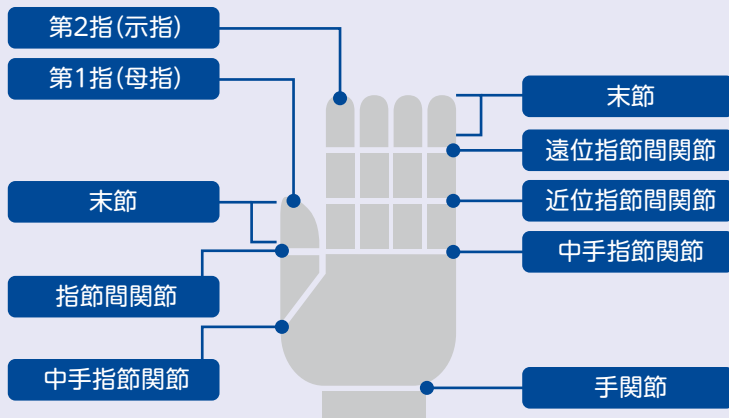 第2指(示指)
第1指(母指)
末節
指節間関節
中手指節関節
末節
遠位指節間関節
近位指節間関節
中手指節関節
手関節